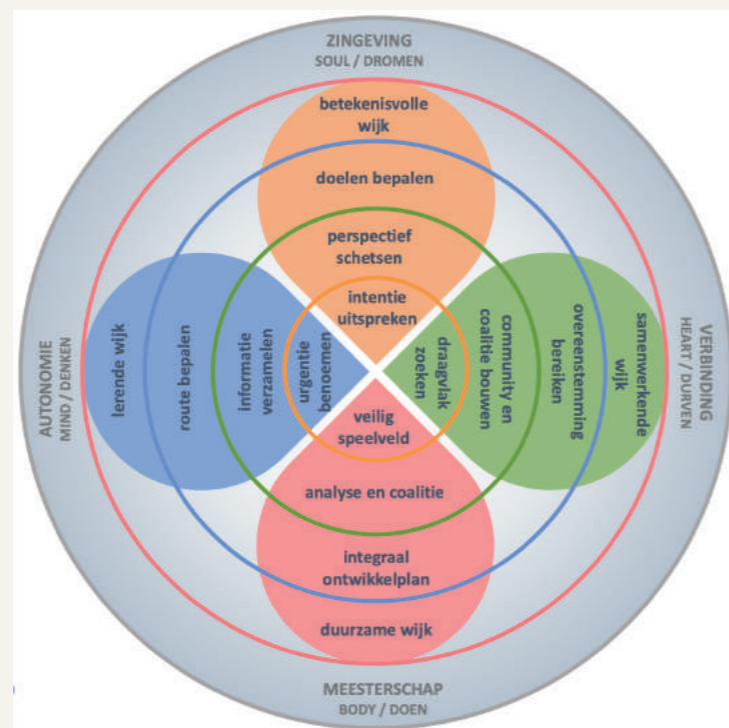 ZINGEVING
SOUL / DROMEN
betekenisvolle
wijk
doelen bepalen
perspectief
schetsen
intentie
uitspreken
AUTONOMIE
MIND / DENKEN
lerende wijk
route bepalen
informatie
verzamelen
urgentie
benoemen
draagvlak
zoeken
community en
coalitie bouwen
overeenstemming
bereiken
samenwerkende
wijk
VERBINDING
HEART / DURVEN
veilig
speelveld
analyse en coalitie
integraal
ontwikkelplan
duurzame wijk
MEESTERSCHAP
BODY / DOEN